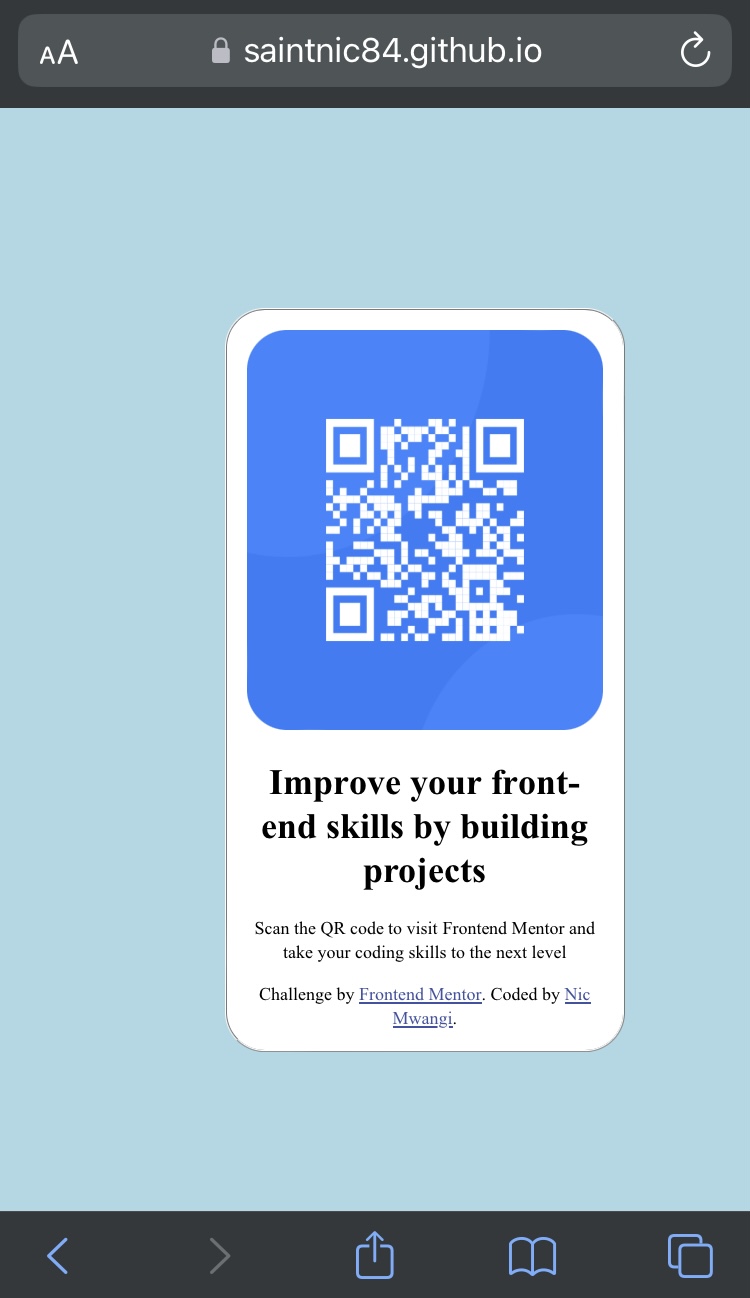 AA saintnic84.github.io
Improve your front-
end skills by building
projects
Scan the QR code to visit Frontend Mentor and
take your coding skills to the next level
Challenge by Frontend Mentor. Coded by Nic
Mwangi.